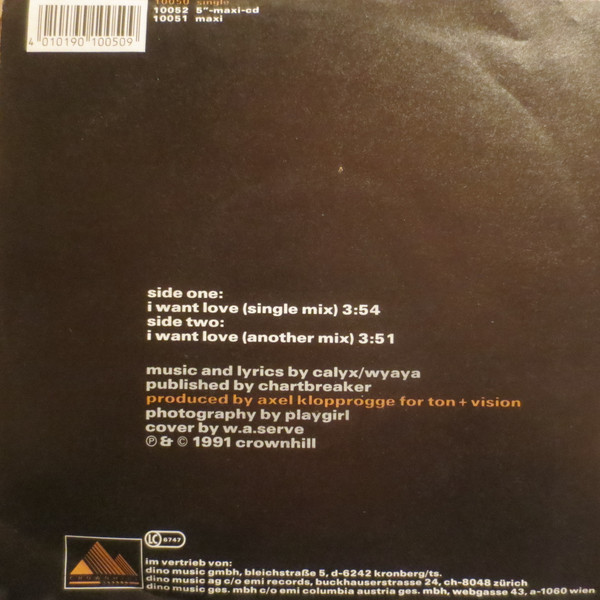 10050 single
10052 5"-maxi-cd
10051 maxi
4 010190 100509
side one:
i want love (single mix) 3:54
side two:
i want love (another mix) 3:51
music and lyrics by calyx/wyaya
published by chartbreaker
produced by axel kloppprogge for ton + vision
photography by playgirl
cover by w.a.serve
℗ & © 1991 crownhill
LC 8747
im vertrieb von:
dino music gmbh, bleichstraße 5, d-6242 kronberg/ts.
dino music ag c/o emi records, buckhauserstrasse 24, ch-8048 zürich
dino music ges. mbh c/o emi columbia austria ges. mbh, webgasse 43, a-1060 wien